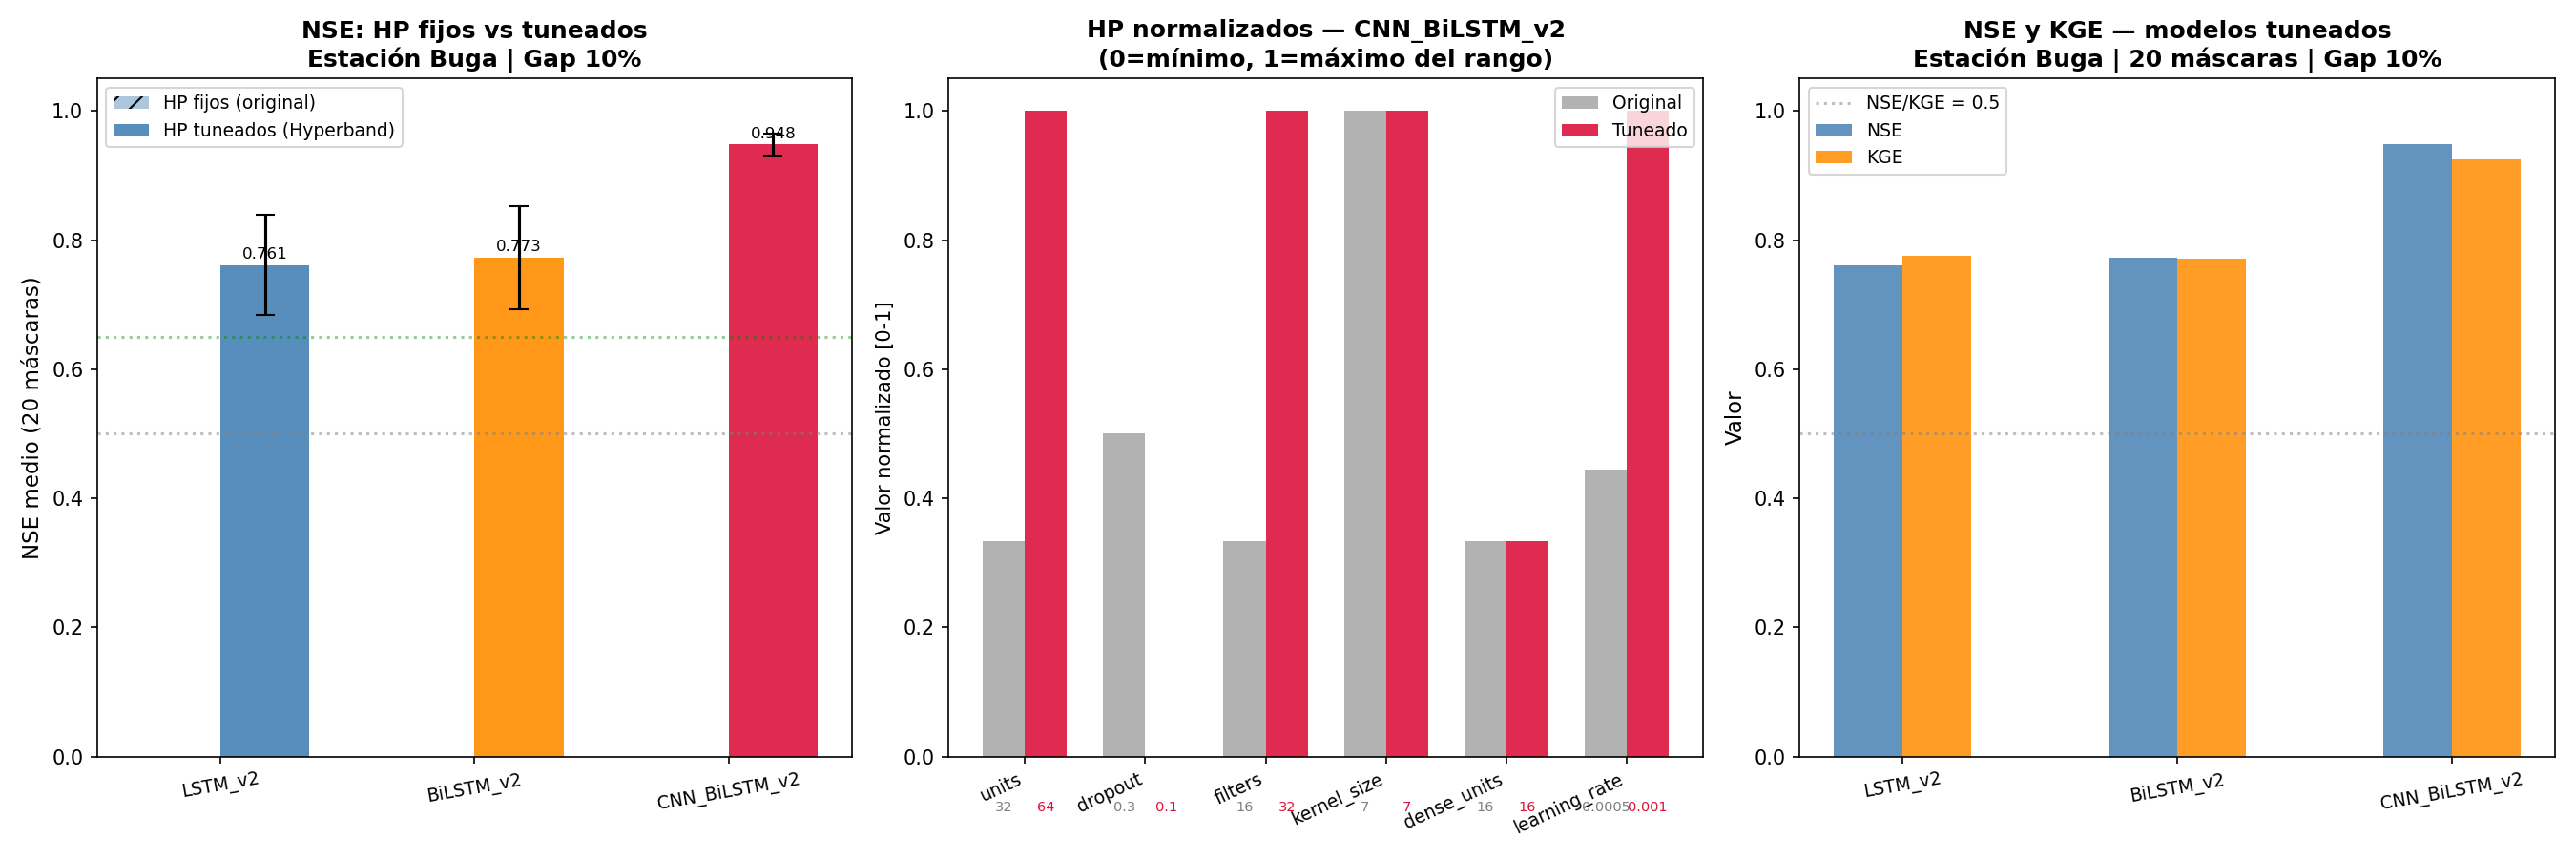 NSE: HP fijos vs tuneados
Estación Buga | Gap 10%
NSE medio (20 máscaras)
1.0
0.8
0.6
0.4
0.2
0.0
HP fijos (original)
HP tuneados (Hyperband)
0.761
0.773
0.948
LSTM_v2
BiLSTM_v2
CNN_BiLSTM_v2
HP normalizados — CNN_BiLSTM_v2
(0=mínimo, 1=máximo del rango)
Valor normalizado [0-1]
1.0
0.8
0.6
0.4
0.2
0.0
Original
Tuneado
units
dropout
filters
kernel_size
dense_units
learning_rate
32 64 0.3 0.1 16 32 7 7 16 16 0.0005 0.001
NSE y KGE — modelos tuneados
Estación Buga | 20 máscaras | Gap 10%
Valor
1.0
0.8
0.6
0.4
0.2
0.0
NSE/KGE = 0.5
NSE
KGE
LSTM_v2
BiLSTM_v2
CNN_BiLSTM_v2